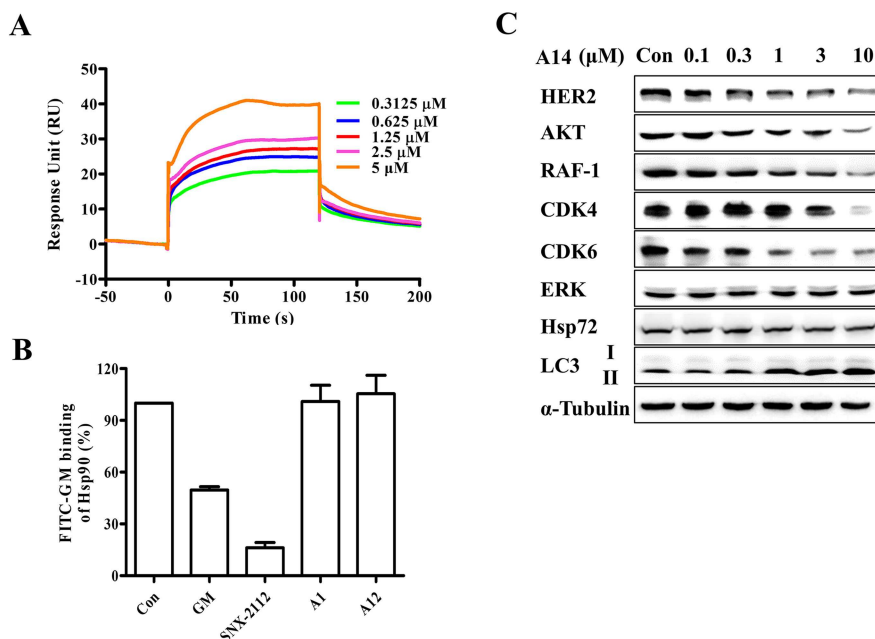 A
Response Unit (RU)
50
40
30
20
10
0
-10
-50
0
50
100
150
200
Time (s)
0.3125 μM
0.625 μM
1.25 μM
2.5 μM
5 μM
B
FITC-GM binding
of Hsp90 (%)
120
90
60
30
0
Con
GM
SNX-2112
A1
A12
C
A14 (μM) Con 0.1 0.3 1 3 10
HER2
AKT
RAF-1
CDK4
CDK6
ERK
Hsp72
LC3 I
II
α-Tubulin